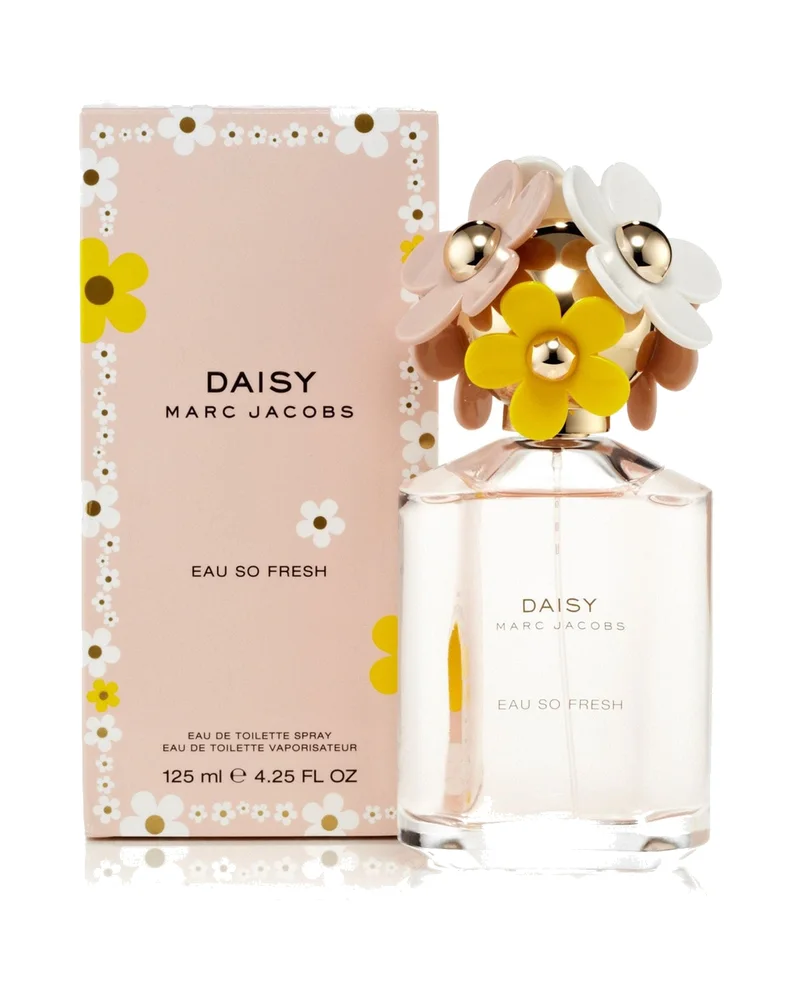 DAISY
MARC JACOBS
EAU SO FRESH
EAU DE TOILETTE SPRAY
EAU DE TOILETTE VAPORISATEUR
125 ml ℮ 4.25 FL OZ
DAISY
MARC JACOBS
EAU SO FRESH